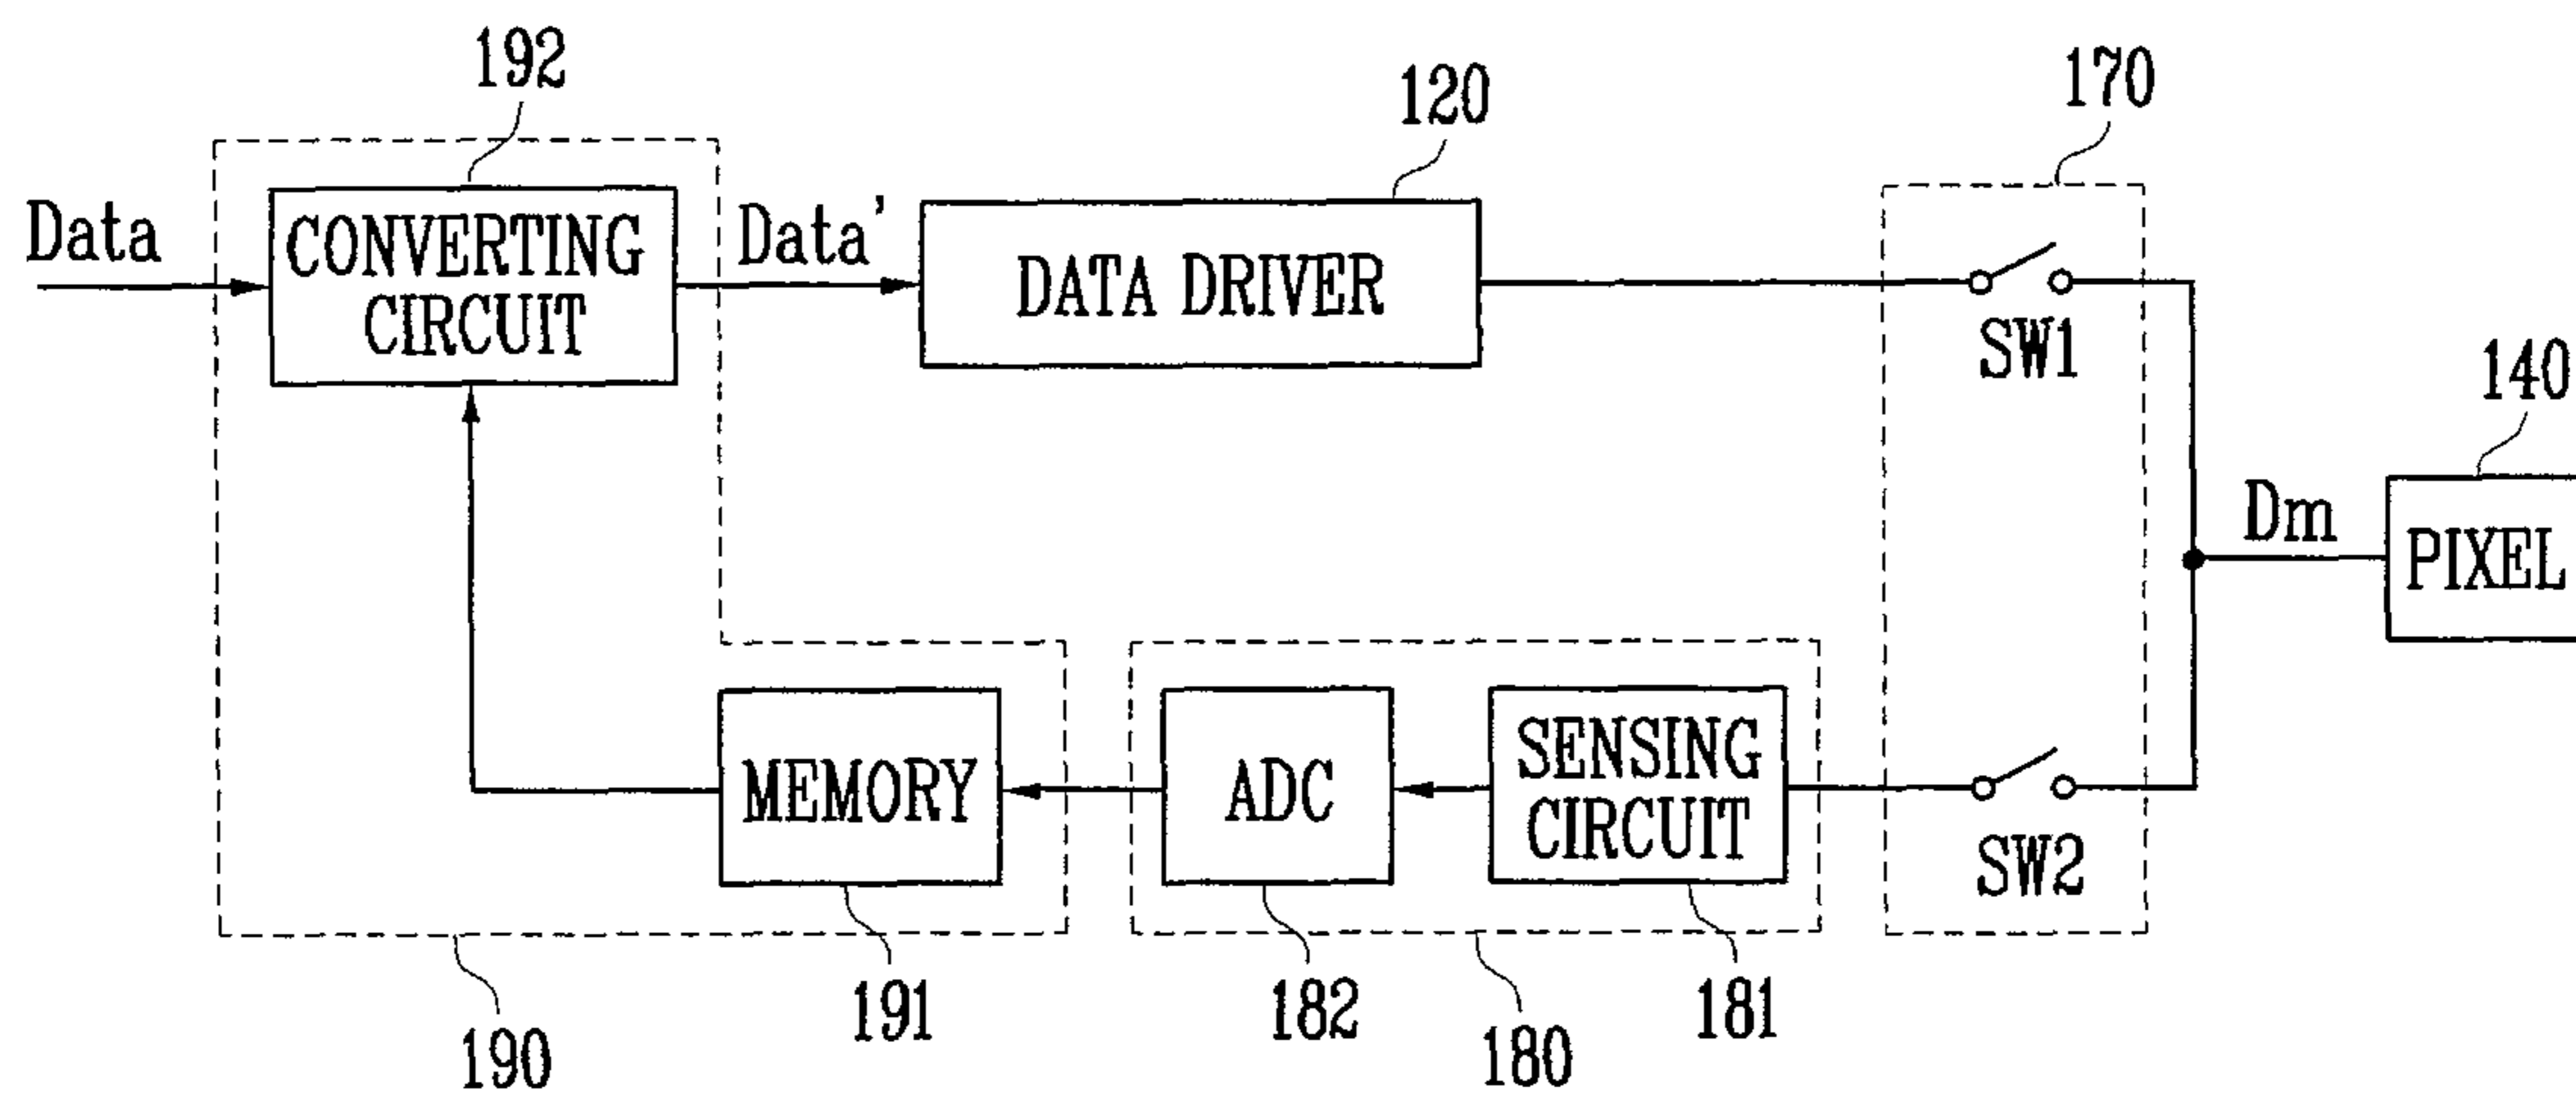 192
120
170
Data
CONVERTING
CIRCUIT
Data'
DATA DRIVER
SW1
140
Dm
PIXEL
MEMORY
ADC
SENSING
CIRCUIT
SW2
191
182
181
190
180